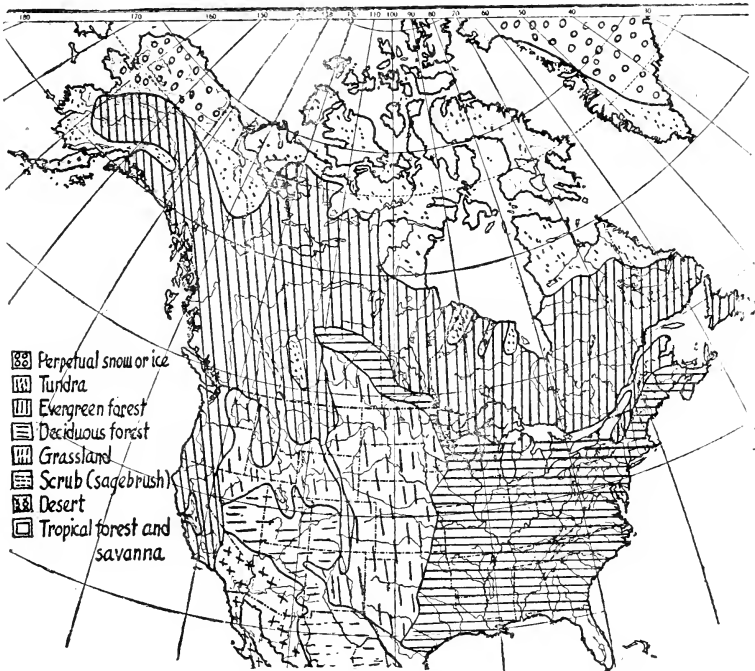 180 170 160 150 110 100 90 80 70 60 50 40 30
Perpetual snow or ice
Tundra
Evergreen forest
Deciduous forest
Grassland
Scrub (sagebrush)
Desert
Tropical forest and
savanna